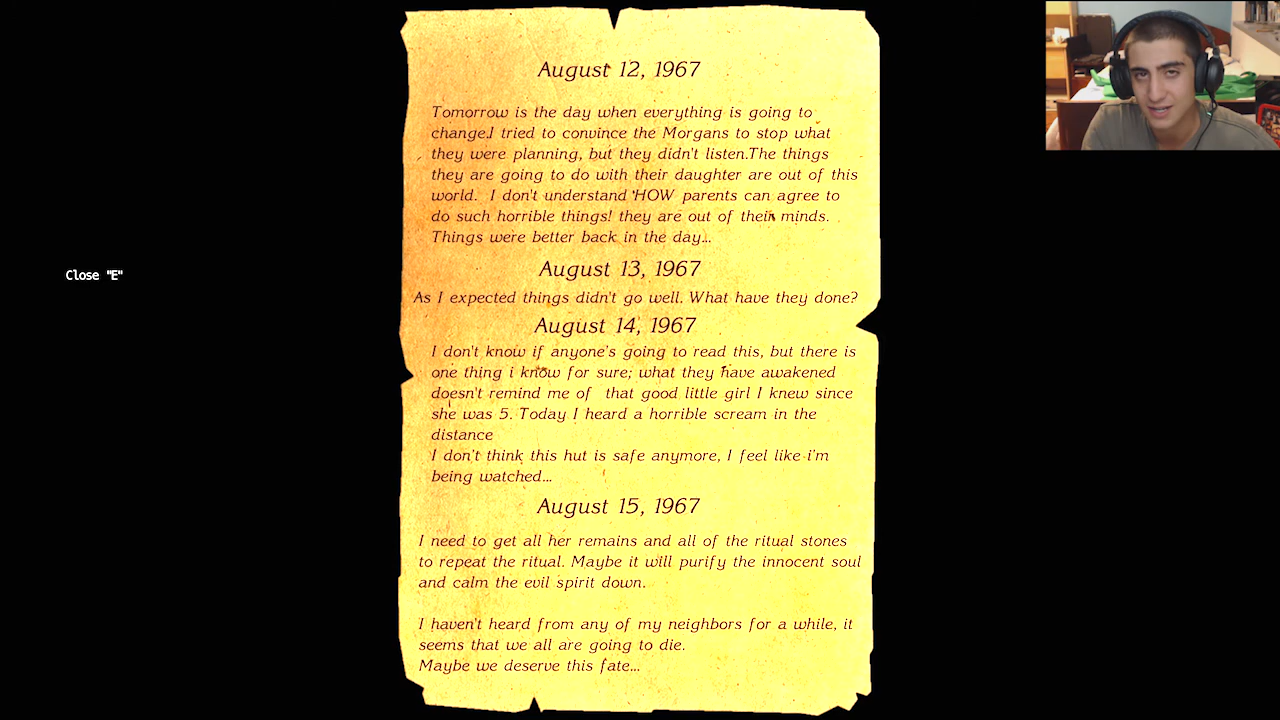 August 12, 1967
Tomorrow is the day when everything is going to
change.I tried to convince the Morgans to stop what
they were planning, but they didn't listen.The things
they are going to do with their daughter are out of this
world. I don't understand HOW parents can agree to
do such horrible things! they are out of their minds.
Things were better back in the day...
August 13, 1967
As I expected things didn't go well. What have they done?
August 14, 1967
I don't know if anyone's going to read this, but there is
one thing i know for sure; what they have awakened
doesn't remind me of that good little girl I knew since
she was 5. Today I heard a horrible scream in the
distance
I don't think this hut is safe anymore, I feel like i'm
being watched...
Close "E"
August 15, 1967
I need to get all her remains and all of the ritual stones
to repeat the ritual. Maybe it will purify the innocent soul
and calm the evil spirit down.
I haven't heard from any of my neighbors for a while, it
seems that we all are going to die.
Maybe we deserve this fate...